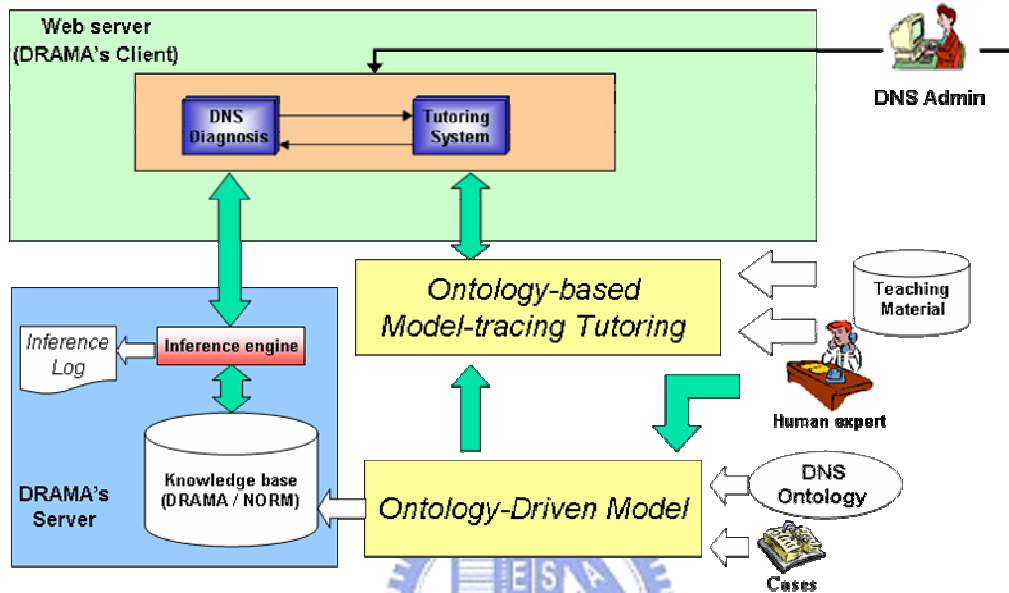 Web server
(DRAMA's Client)
DNS Admin
DNS
Diagnosis
Tutoring
System
Ontology-based
Model-tracing Tutoring
Teaching
Material
Inference
Log
Inference engine
Human expert
Knowledge base
(DRAMA / NORM)
DRAMA's
Server
Ontology-Driven Model
DNS
Ontology
Cases
ESA